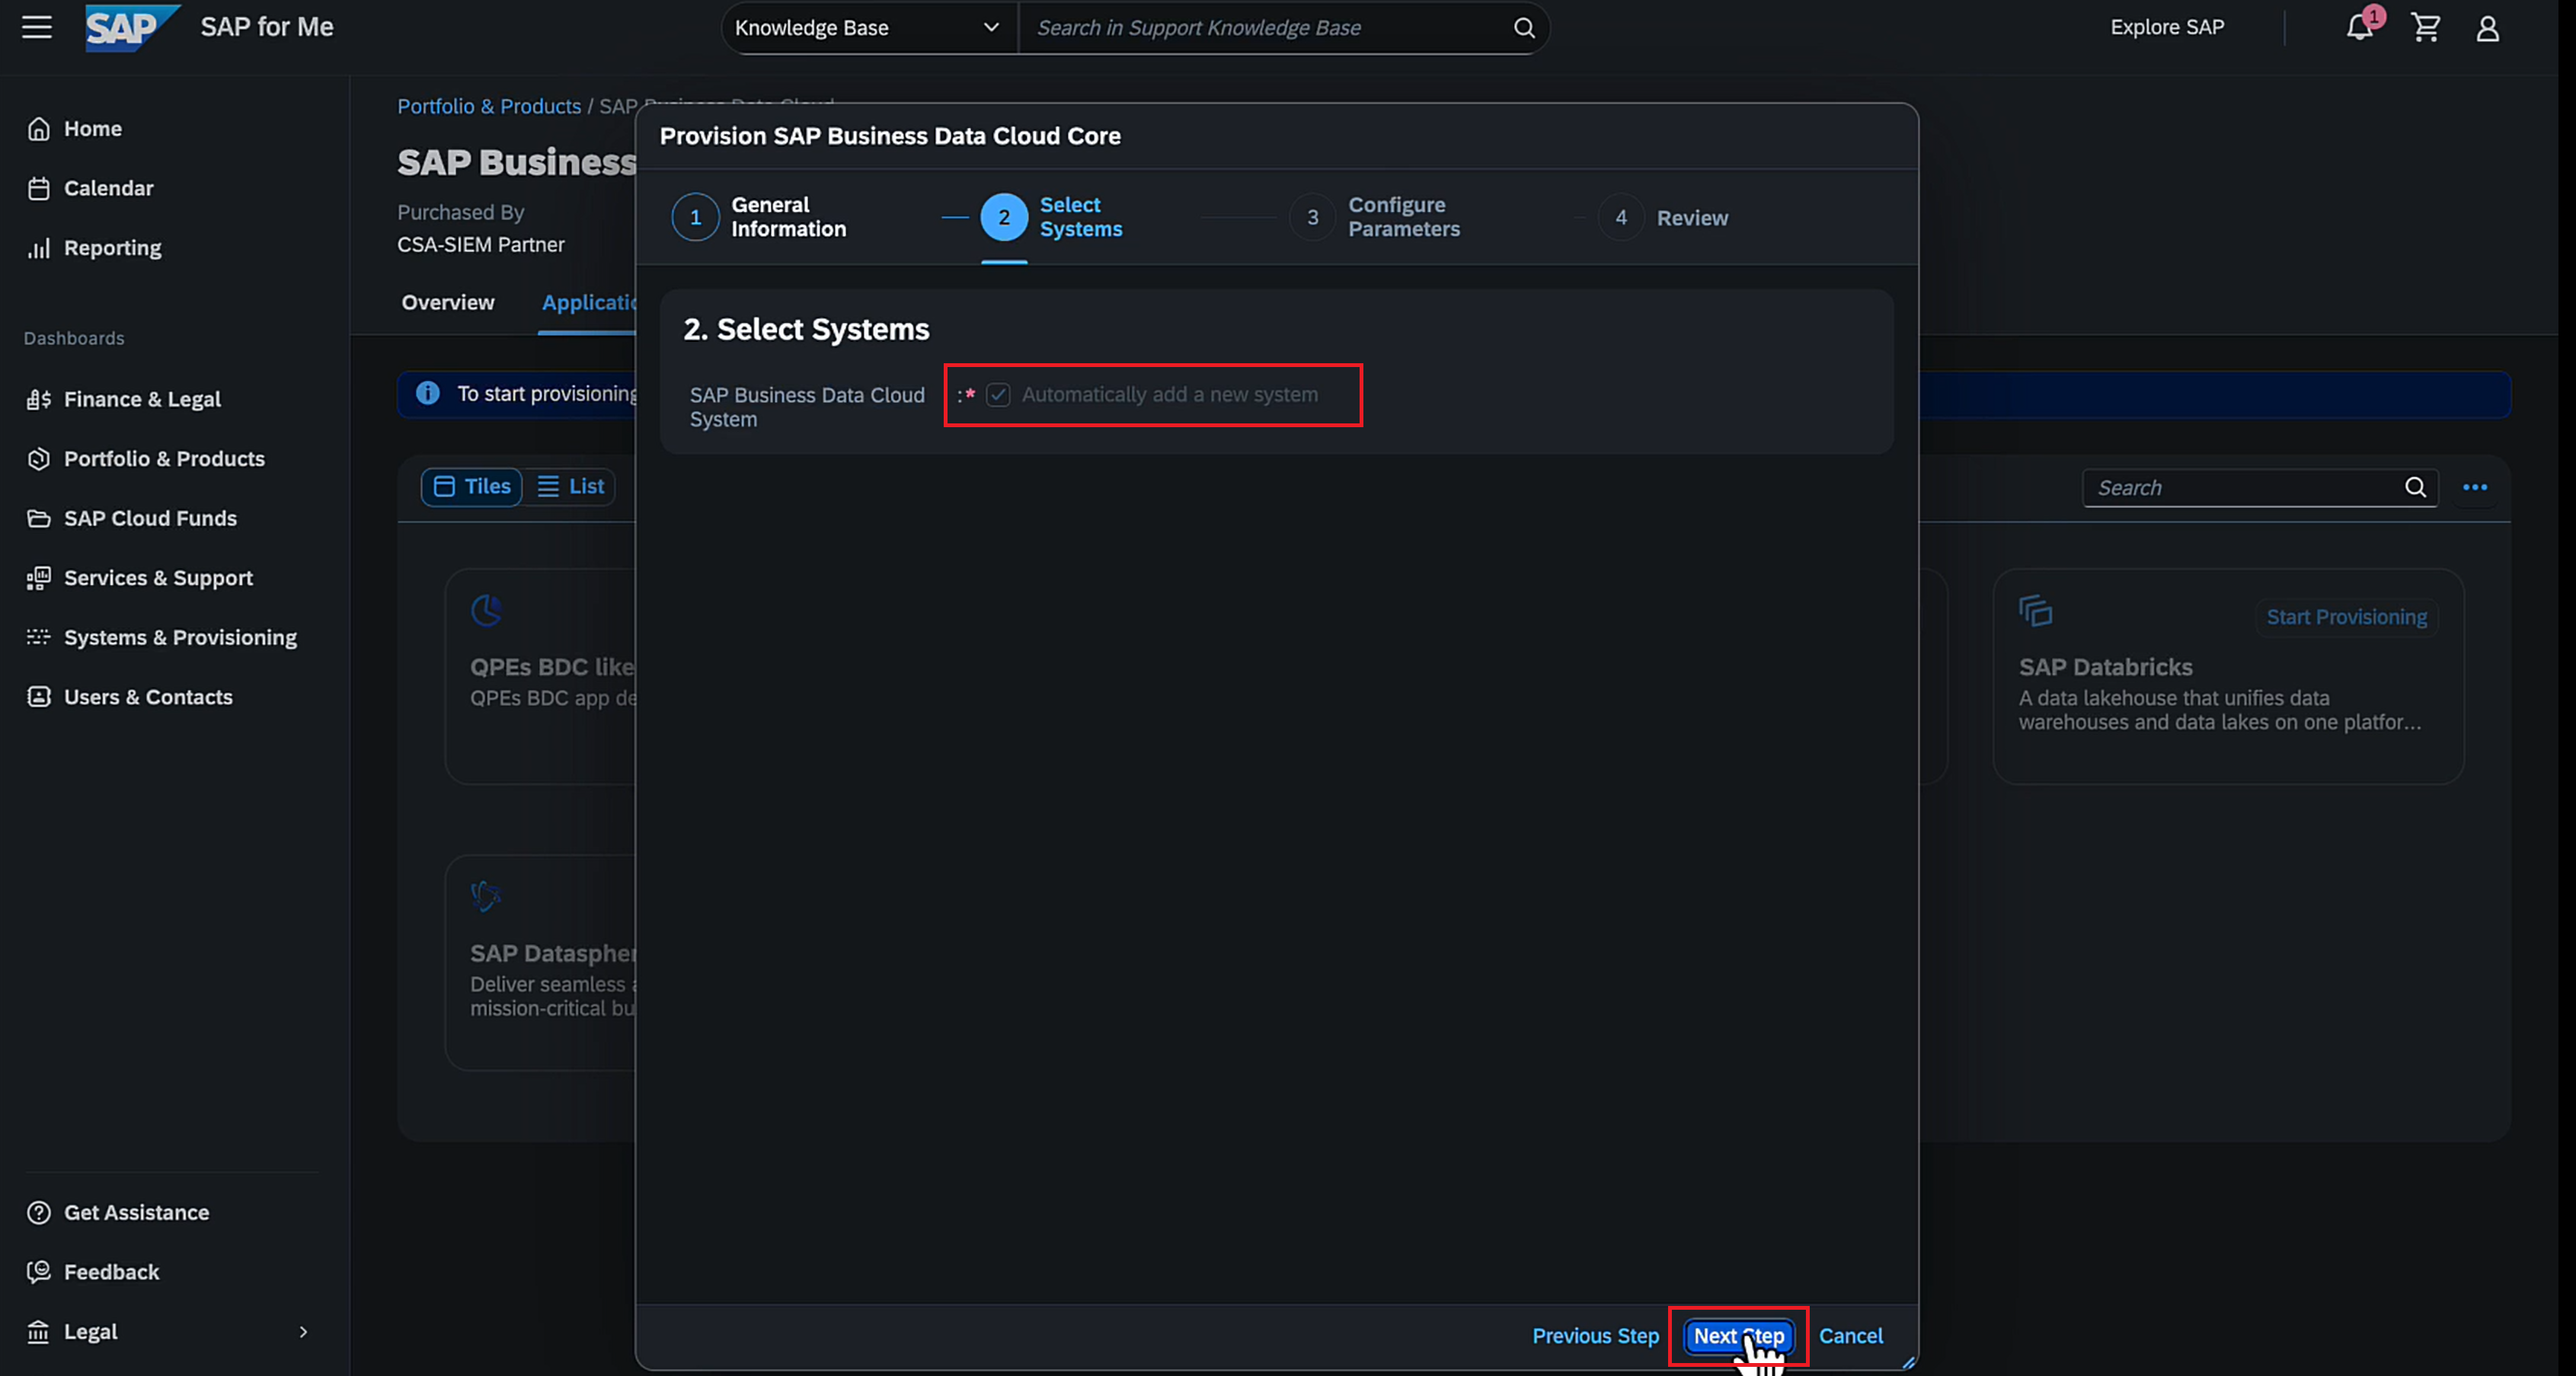 SAP
SAP for Me
Knowledge Base
Search in Support Knowledge Base
Explore SAP
1
Home
Calendar
Reporting
Dashboards
Finance & Legal
Portfolio & Products
SAP Cloud Funds
Services & Support
Systems & Provisioning
Users & Contacts
Get Assistance
Feedback
Legal
Portfolio & Products / SAP Business Data Cloud
SAP Business
Purchased By
CSA-SIEM Partner
Overview
Applicatio
To start provisioning
Tiles
List
Search
QPEs BDC like
QPEs BDC app de
Start Provisioning
SAP Databricks
A data lakehouse that unifies data
warehouses and data lakes on one platfor...
SAP Datasphe
Deliver seamless a
mission-critical bu
Provision SAP Business Data Cloud Core
1
General
Information
2
Select
Systems
3
Configure
Parameters
4
Review
2. Select Systems
SAP Business Data Cloud
System
:*
Automatically add a new system
Previous Step
Next Step
Cancel